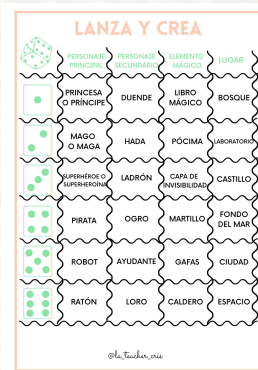 LANZA Y CREA
PERSONAJE PRINCIPAL PERSONAJE SECUNDARIO ELEMENTO MÁGICO LUGAR
PRINCESA O PRÍNCIPE DUENDE LIBRO MÁGICO BOSQUE
MAGO O MAGA HADA PÓCIMA LABORATORIO
SUPERHÉROE O SUPERHEROÍNA LADRÓN CAPA DE INVISIBILIDAD CASTILLO
PIRATA OGRO MARTILLO FONDO DEL MAR
ROBOT AYUDANTE GAFAS CIUDAD
RATÓN LORO CALDERO ESPACIO
@la_teacher_cris